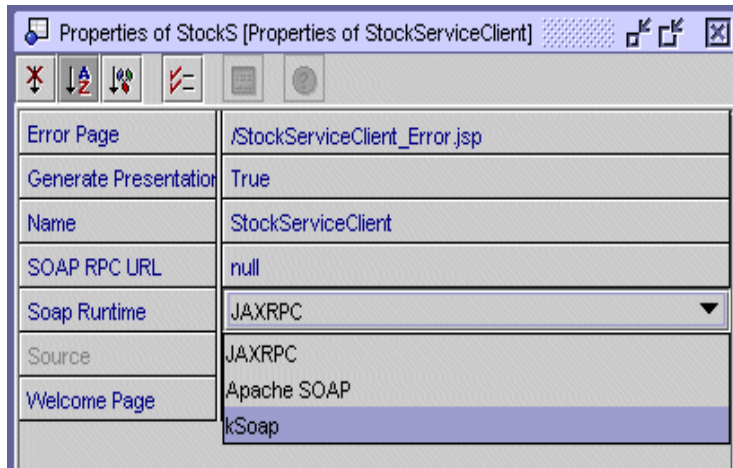 Properties of StockS [Properties of StockServiceClient]
Error Page /StockServiceClient_Error.jsp
Generate Presentation True
Name StockServiceClient
SOAP RPC URL null
Soap Runtime JAXRPC
Source JAXRPC
Apache SOAP
Welcome Page
kSoap